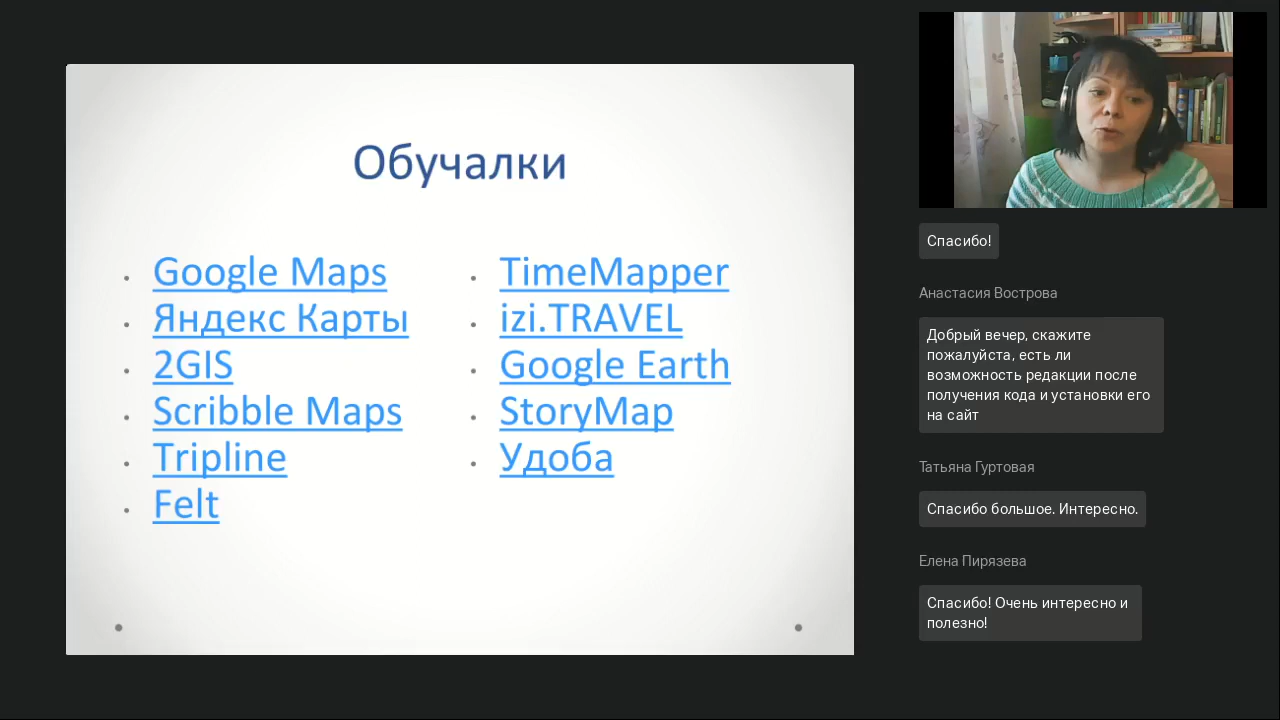 Обучалки
Google Maps
Яндекс Карты
2GIS
Scribble Maps
Tripline
Felt
TimeMapper
izi.TRAVEL
Google Earth
StoryMap
Удоба
Спасибо!
Анастасия Вострова
Добрый вечер, скажите
пожалуйста, есть ли
возможность редакции после
получения кода и установки его
на сайт
Татьяна Гуртовая
Спасибо большое. Интересно.
Елена Пирязева
Спасибо! Очень интересно и
полезно!